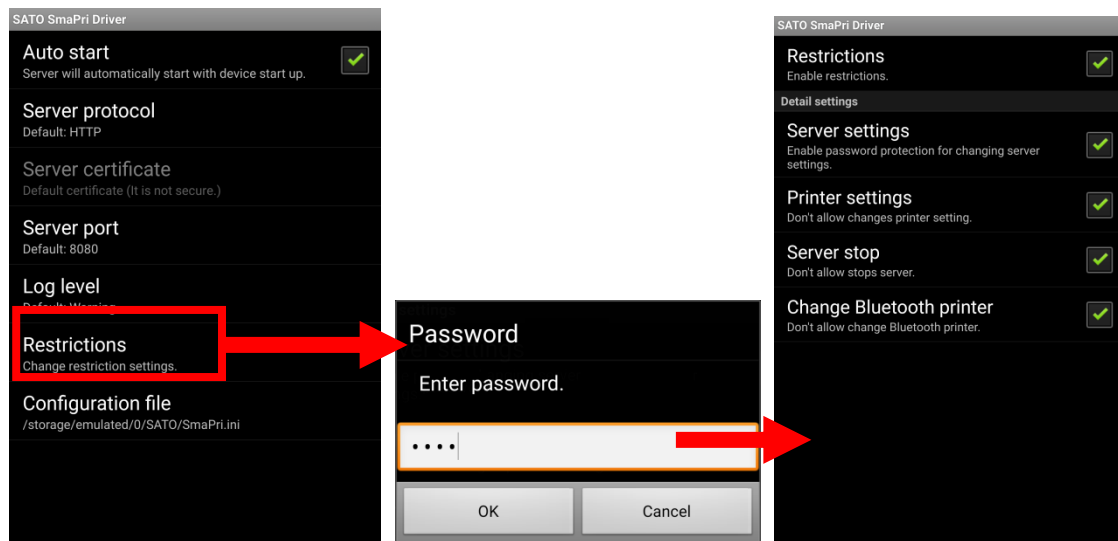 SATO SmaPri Driver
Auto start
Server will automatically start with device start up.
Server protocol
Default: HTTP
Server certificate
Default certificate (It is not secure.)
Server port
Default: 8080
Log level
Default: Warning
Restrictions
Change restriction settings.
Configuration file
/storage/emulated/0/SATO/SmaPri.ini
Password
Enter password.
••••
OK Cancel
SATO SmaPri Driver
Restrictions
Enable restrictions.
Detail settings
Server settings
Enable password protection for changing server
settings.
Printer settings
Don't allow changes printer setting.
Server stop
Don't allow stops server.
Change Bluetooth printer
Don't allow change Bluetooth printer.